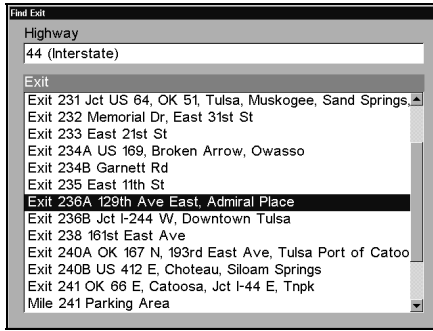 Find Exit
Highway
44 (Interstate)
Exit
Exit 231 Jct US 64, OK 51, Tulsa, Muskogee, Sand Springs,
Exit 232 Memorial Dr, East 31st St
Exit 233 East 21st St
Exit 234A US 169, Broken Arrow, Owasso
Exit 234B Garnett Rd
Exit 235 East 11th St
Exit 236A 129th Ave East, Admiral Place
Exit 236B Jct I-244 W, Downtown Tulsa
Exit 238 161st East Ave
Exit 240A OK 167 N, 193rd East Ave, Tulsa Port of Catoo
Exit 240B US 412 E, Choteau, Siloam Springs
Exit 241 OK 66 E, Catoosa, Jct I-44 E, Tnpk
Mile 241 Parking Area